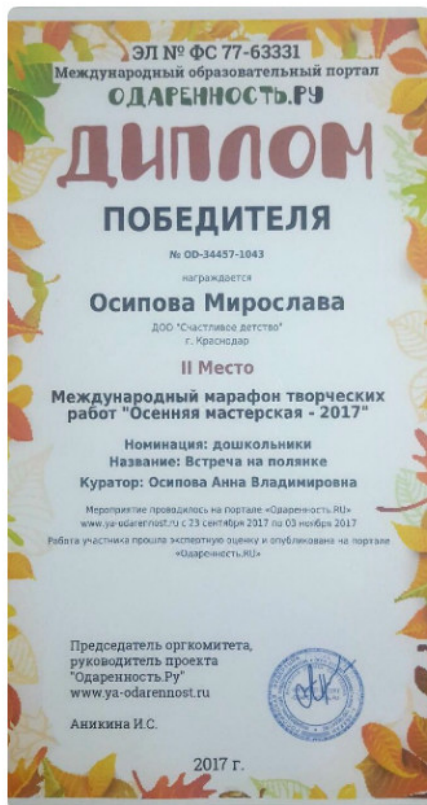 ЭЛ № ФС 77-63331
Международный образовательный портал
ОДАРЕННОСТЬ.РУ
ДИПЛОМ
ПОБЕДИТЕЛЯ
№ OD-34457-1043
награждается
Осипова Мирослава
ДОО "Счастливое детство"
г. Краснодар
II Место
Международный марафон творческих
работ "Осенняя мастерская - 2017"
Номинация: дошкольники
Название: Встреча на полянке
Куратор: Осипова Анна Владимировна
Мероприятие проводилось на портале «Одаренность.RU»
www.ya-odarennost.ru с 23 сентября 2017 по 03 ноября 2017
Работа участника прошла экспертную оценку и опубликована на портале
«Одаренность.RU»
Председатель оргкомитета,
руководитель проекта
"Одаренность.Ру"
www.ya-odarennost.ru
Аникина И.С.
2017 г.